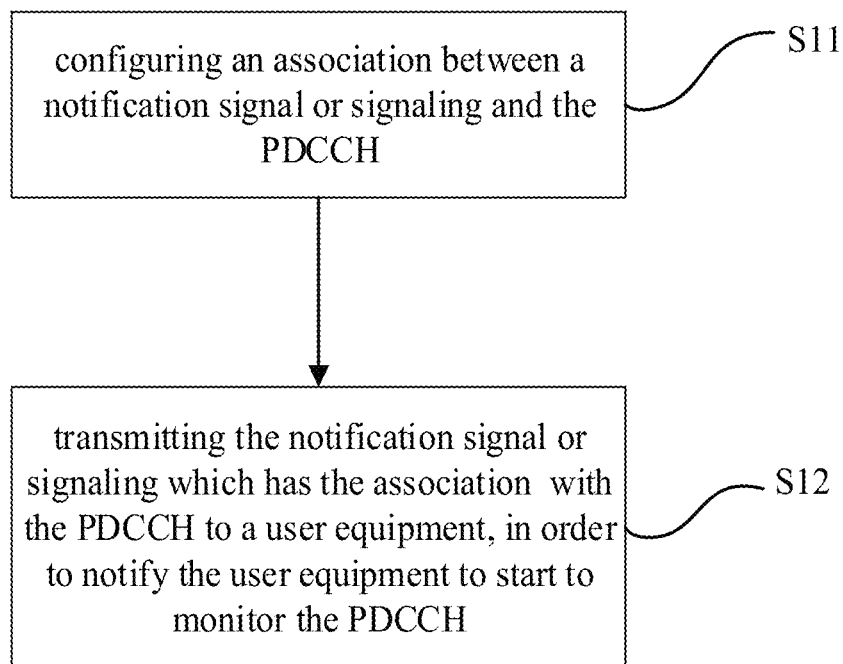 configuring an association between a
notification signal or signaling and the
PDCCH
S11
transmitting the notification signal or
signaling which has the association with
the PDCCH to a user equipment, in order
to notify the user equipment to start to
monitor the PDCCH
S12